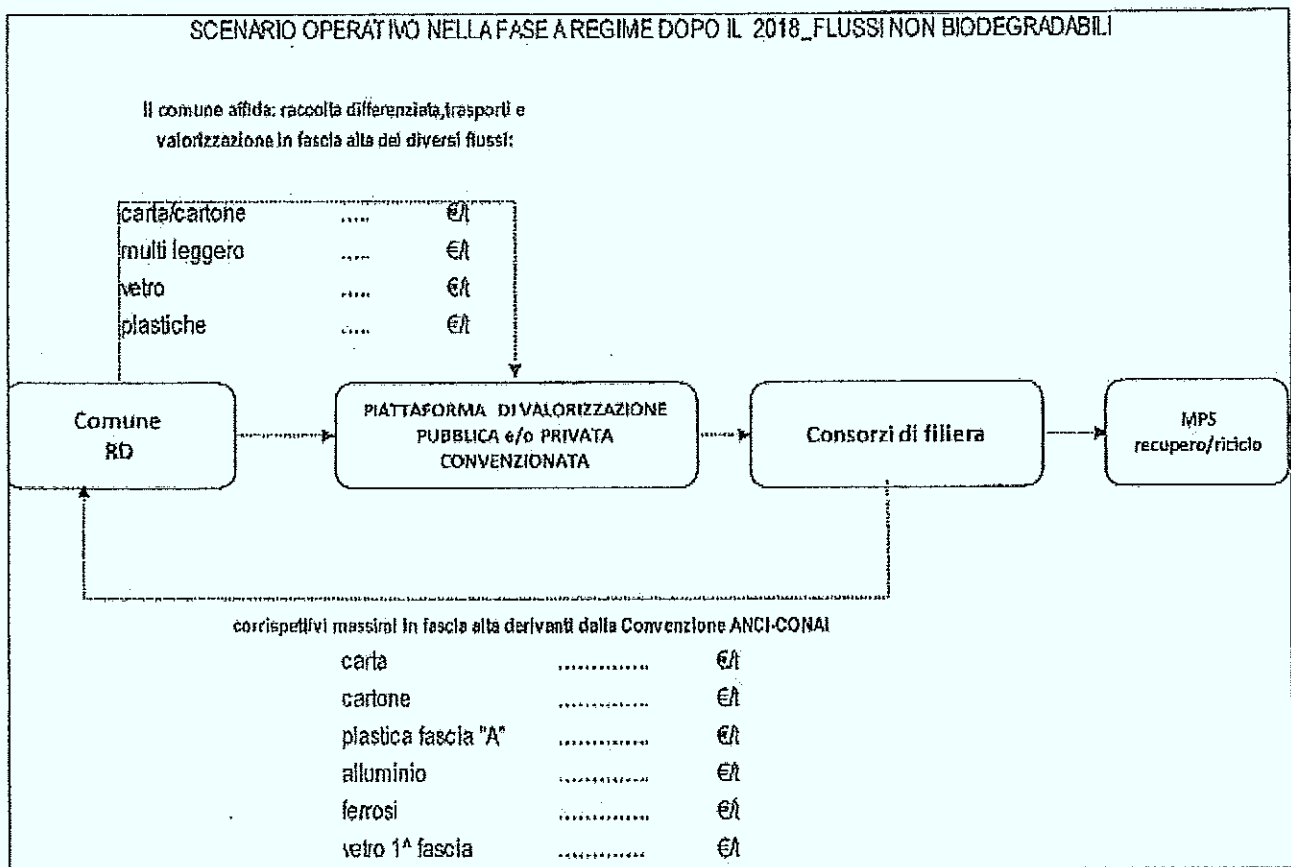 SCENARIO OPERATIVO NELLA FASE A REGIME DOPO IL 2018_FLUSSI NON BIODEGRADABILI
Il comune affida: raccolta differenziata,trasporti e
valorizzazione in fascia alta dei diversi flussi:
carta/cartone ..... €/t
multi leggero ..... €/t
vetro ..... €/t
plastiche ..... €/t
Comune
RD
PIATTAFORMA DI VALORIZZAZIONE
PUBBLICA e/o PRIVATA
CONVENZIONATA
Consorzi di filiera
MPS
recupero/riciclo
corrispettivi massimi in fascia alta derivanti dalla Convenzione ANCI-CONAI
carta .............. €/t
cartone .............. €/t
plastica fascia "A" .............. €/t
alluminio .............. €/t
ferrosi .............. €/t
vetro 1^ fascia .............. €/t